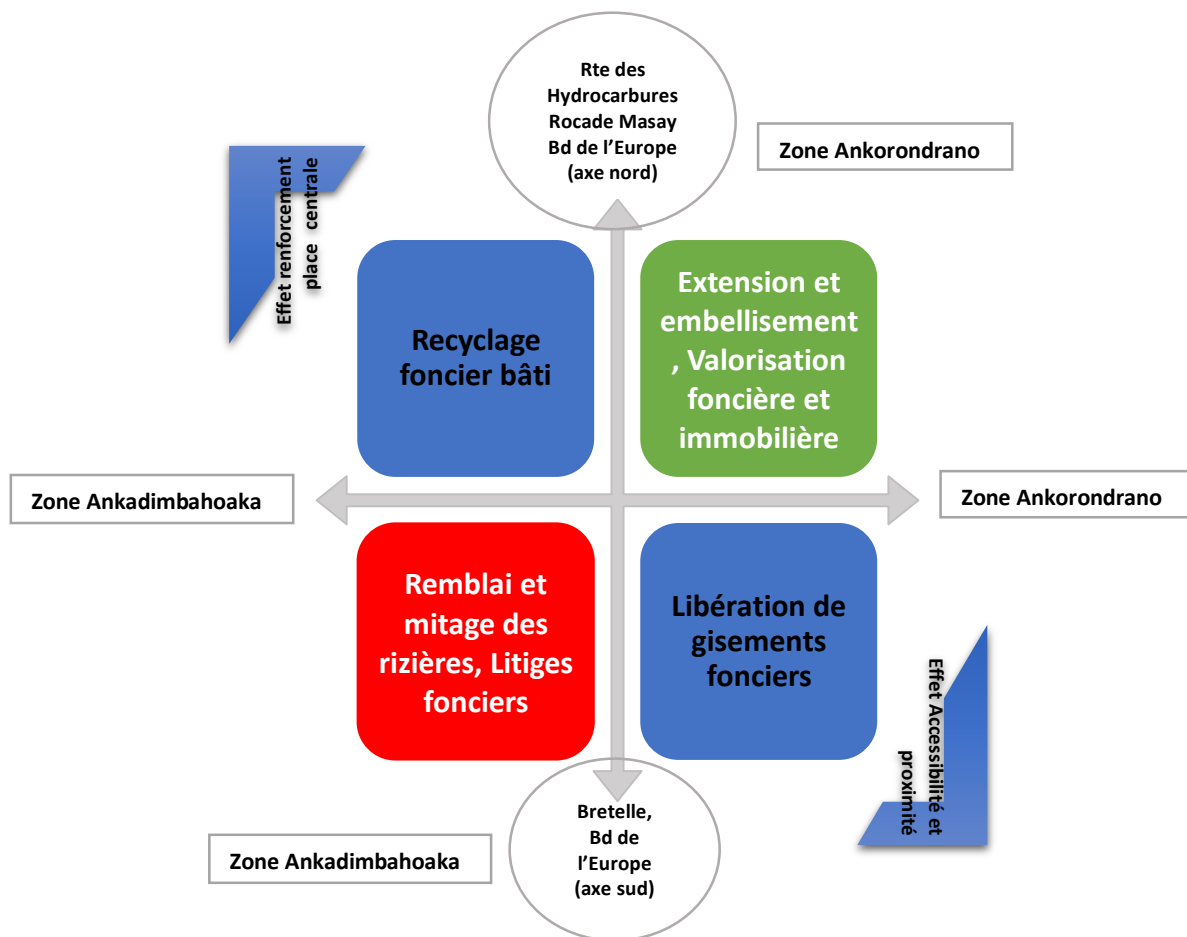 Rte des
Hydrocarbures
Rocade Masay
Bd de l’Europe
(axe nord)
Zone Ankorondrano
Effet renforcement
place centrale
Recyclage
foncier bâti
Extension et
embellisement
, Valorisation
foncière et
immobilière
Zone Ankadimbahoaka
Zone Ankorondrano
Remblai et
mitage des
rizières, Litiges
fonciers
Libération de
gisements
fonciers
Effet Accessibilité et
proximité
Zone Ankadimbahoaka
Bretelle,
Bd de
l’Europe
(axe sud)